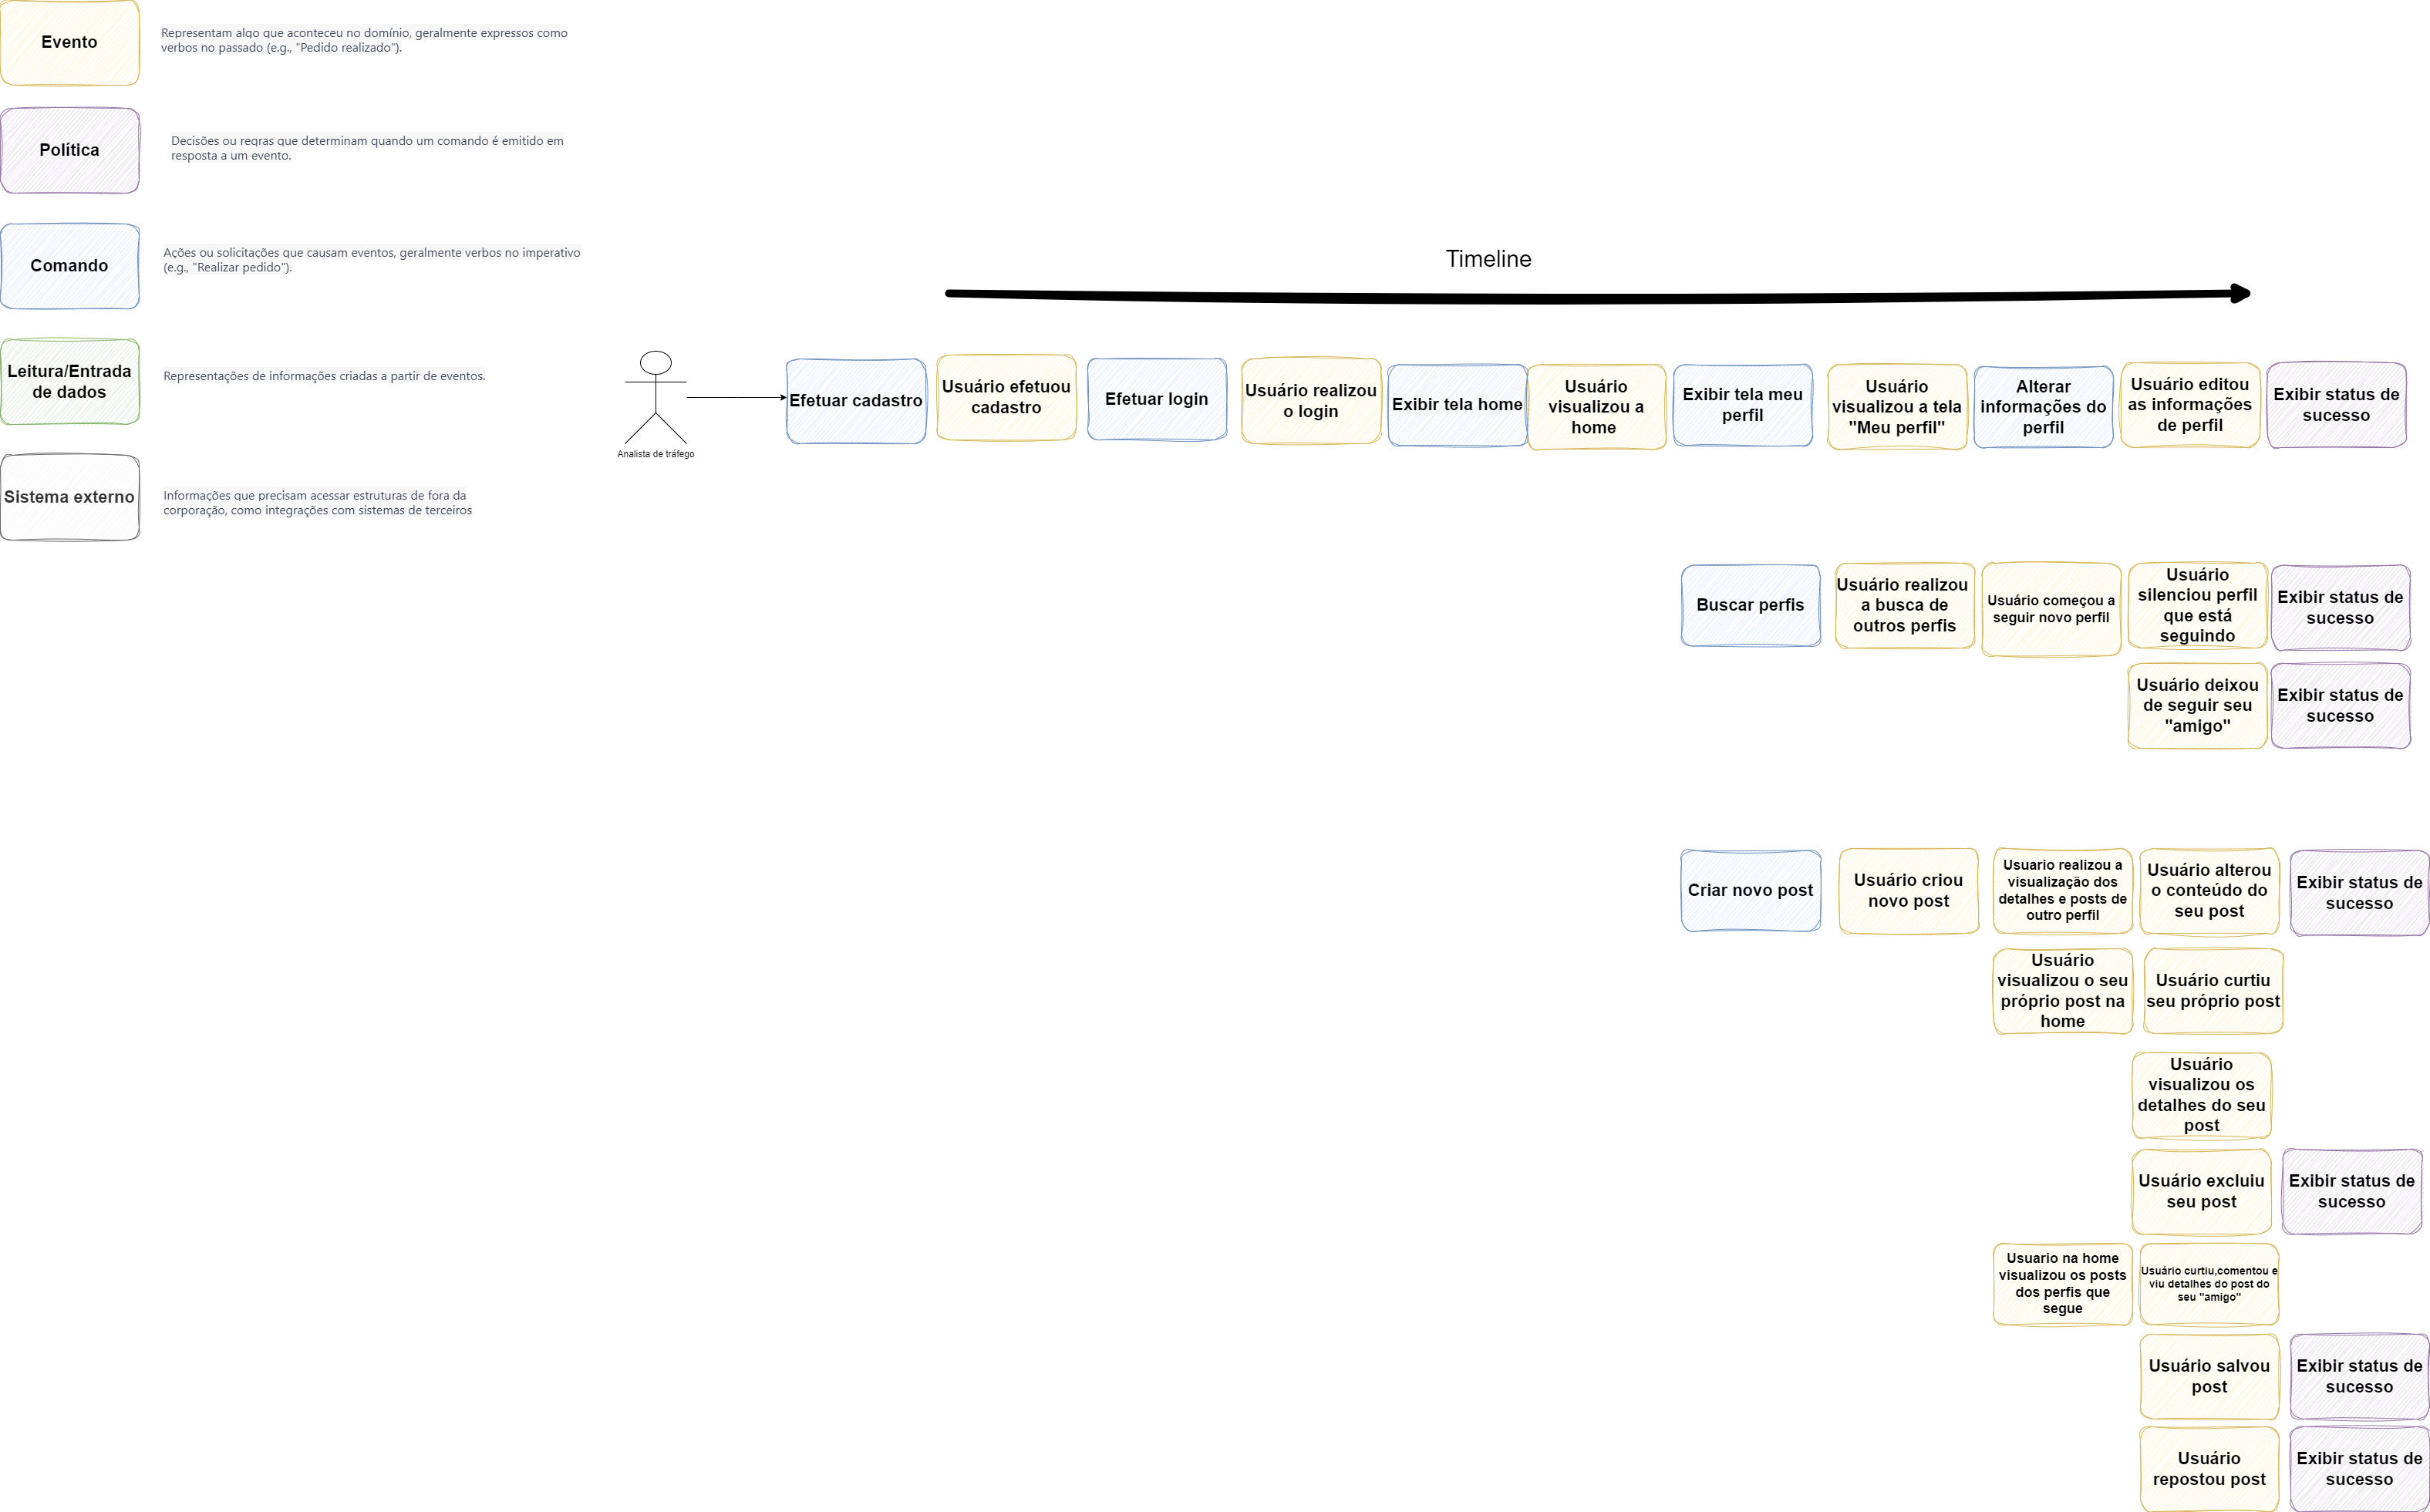 Evento
Representam algo que aconteceu no domínio, geralmente expressos como
verbos no passado (e.g., "Pedido realizado").
Política
Decisões ou regras que determinam quando um comando é emitido em
resposta a um evento.
Comando
Ações ou solicitações que causam eventos, geralmente verbos no imperativo
(e.g., "Realizar pedido").
Leitura/Entrada
de dados
Representações de informações criadas a partir de eventos.
Sistema externo
Informações que precisam acessar estruturas de fora da
corporação, como integrações com sistemas de terceiros
Timeline
Analista de tráfego
Efetuar cadastro
Usuário efetuou
cadastro
Efetuar login
Usuário realizou
o login
Exibir tela home
Usuário
visualizou a
home
Exibir tela meu
perfil
Usuário
visualizou a tela
"Meu perfil"
Alterar
informações do
perfil
Usuário editou
as informações
de perfil
Exibir status de
sucesso
Buscar perfis
Usuário realizou
a busca de
outros perfis
Usuário começou a
seguir novo perfil
Usuário
silenciou perfil
que está
seguindo
Exibir status de
sucesso
Usuário deixou
de seguir seu
"amigo"
Exibir status de
sucesso
Criar novo post
Usuário criou
novo post
Usuario realizou a
visualização dos
detalhes e posts de
outro perfil
Usuário alterou
o conteúdo do
seu post
Exibir status de
sucesso
Usuário
visualizou o seu
próprio post na
home
Usuário curtiu
seu próprio post
Usuário
visualizou os
detalhes do seu
post
Usuário excluiu
seu post
Exibir status de
sucesso
Usuario na home
visualizou os posts
dos perfis que
segue
Usuário curtiu,comentou e
viu detalhes do post do
seu "amigo"
Usuário salvou
post
Exibir status de
sucesso
Usuário
repostou post
Exibir status de
sucesso